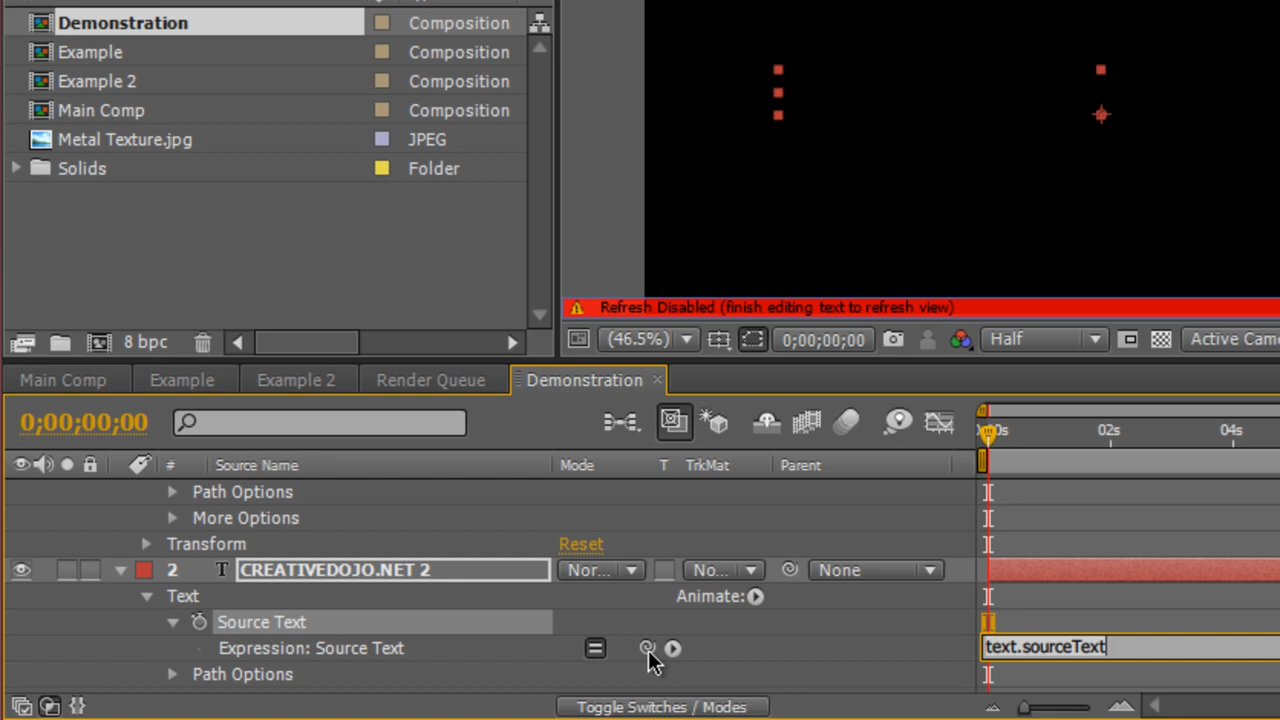 Demonstration Composition
Example Composition
Example 2 Composition
Main Comp Composition
Metal Texture.jpg JPEG
Solids Folder
Refresh Disabled (finish editing text to refresh view)
8 bpc
(46.5%) 0;00;00;00 Half
Main Comp Example Example 2 Render Queue Demonstration
0;00;00;00
02s 04s
# Source Name Mode T TrkMat Parent
Path Options
More Options
Transform Reset
2 T CREATIVEDOJO.NET 2 Nor... No... None
Text Animate:
Source Text
Expression: Source Text text.sourceText
Path Options
Toggle Switches / Modes